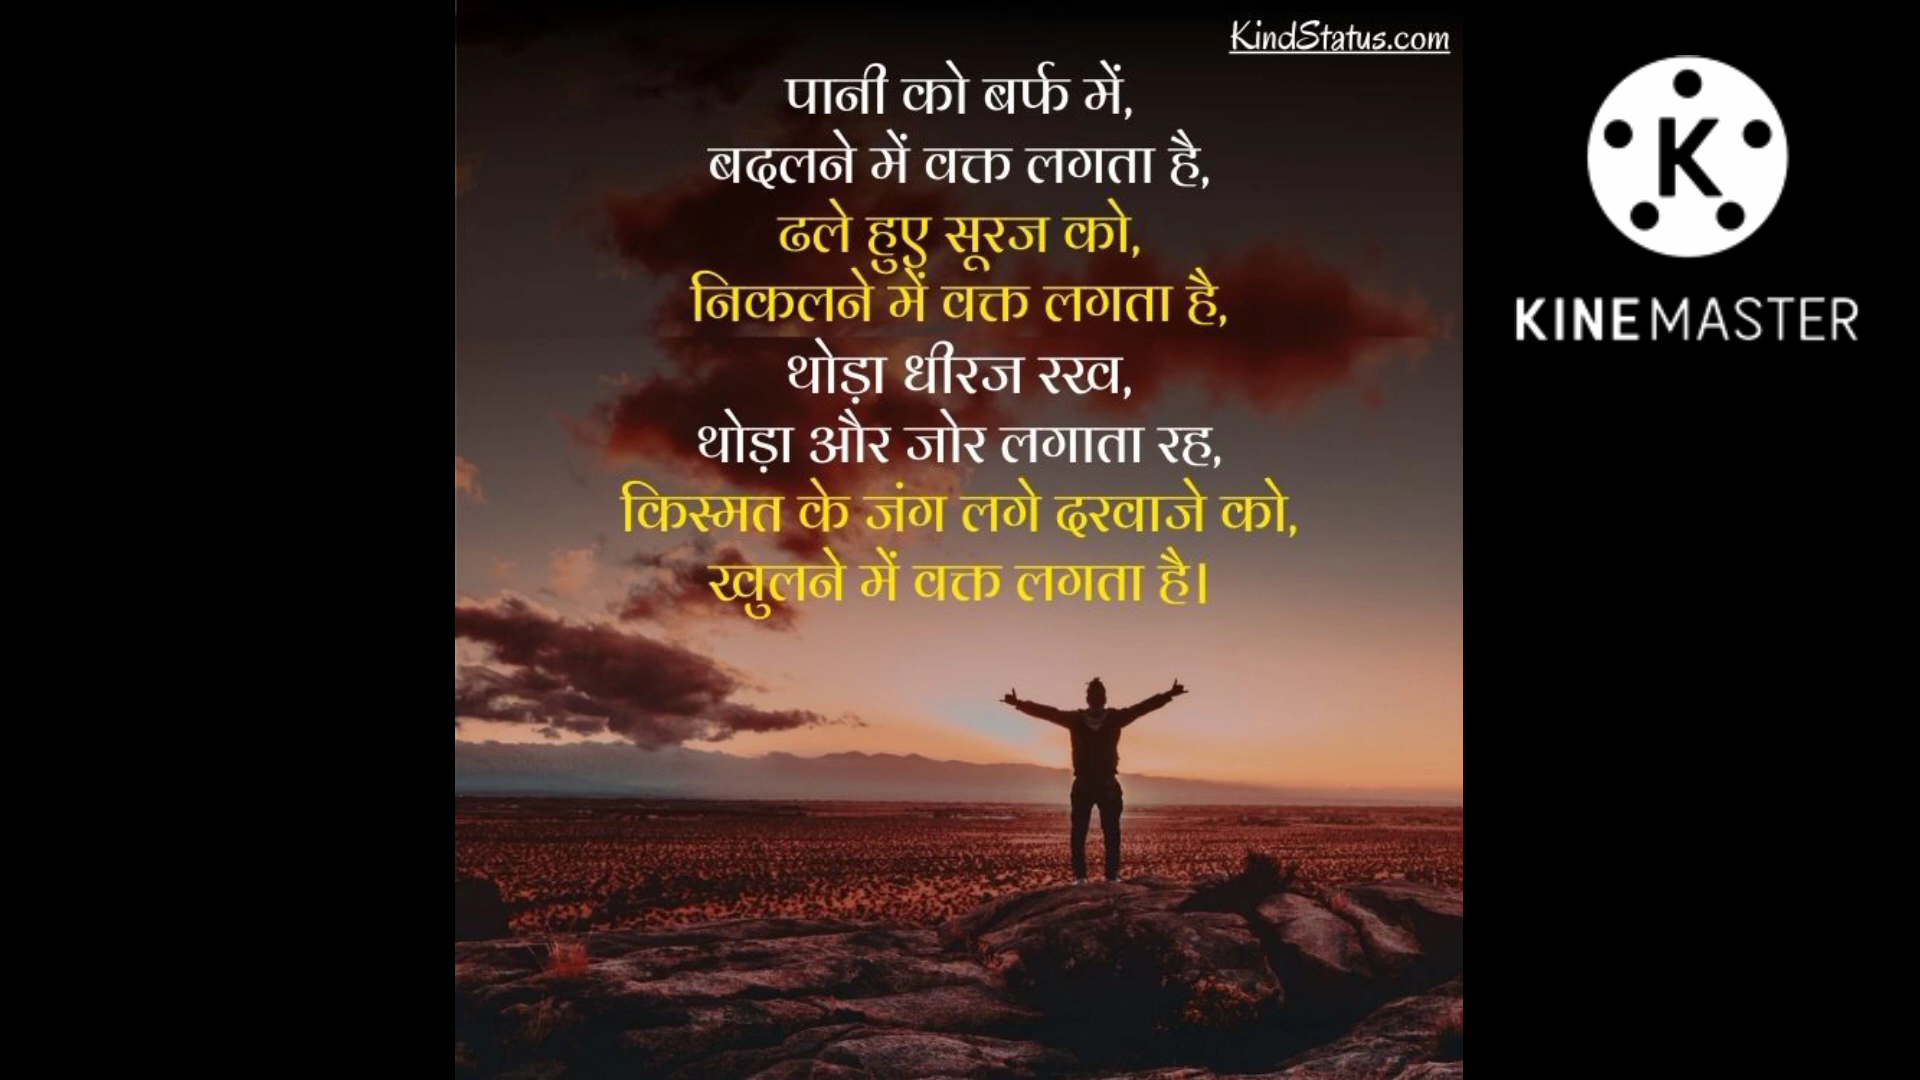 KindStatus.com
पानी को बर्फ में,
बदलने में वक्त लगता है,
ढले हुए सूरज को,
निकलने में वक्त लगता है,
थोड़ा धीरज रख,
थोड़ा और जोर लगाता रह,
किस्मत के जंग लगे दरवाजे को,
खुलने में वक्त लगता है।
K
KINEMASTER